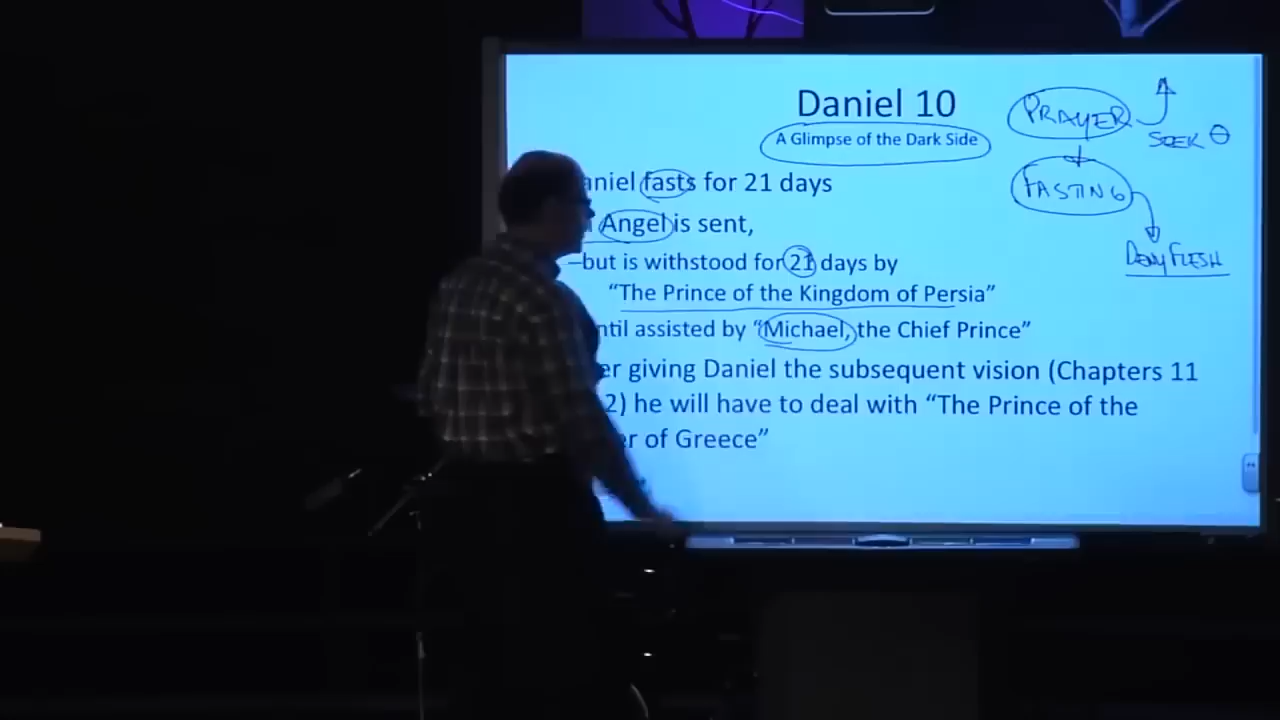 Daniel 10
A Glimpse of the Dark Side
aniel fasts for 21 days
Angel is sent,
–but is withstood for 21 days by
“The Prince of the Kingdom of Persia”
ntil assisted by “Michael, the Chief Prince”
er giving Daniel the subsequent vision (Chapters 11
2) he will have to deal with “The Prince of the
er of Greece”
PRAYER
SEEK Θ
FASTING
DENY FLESH